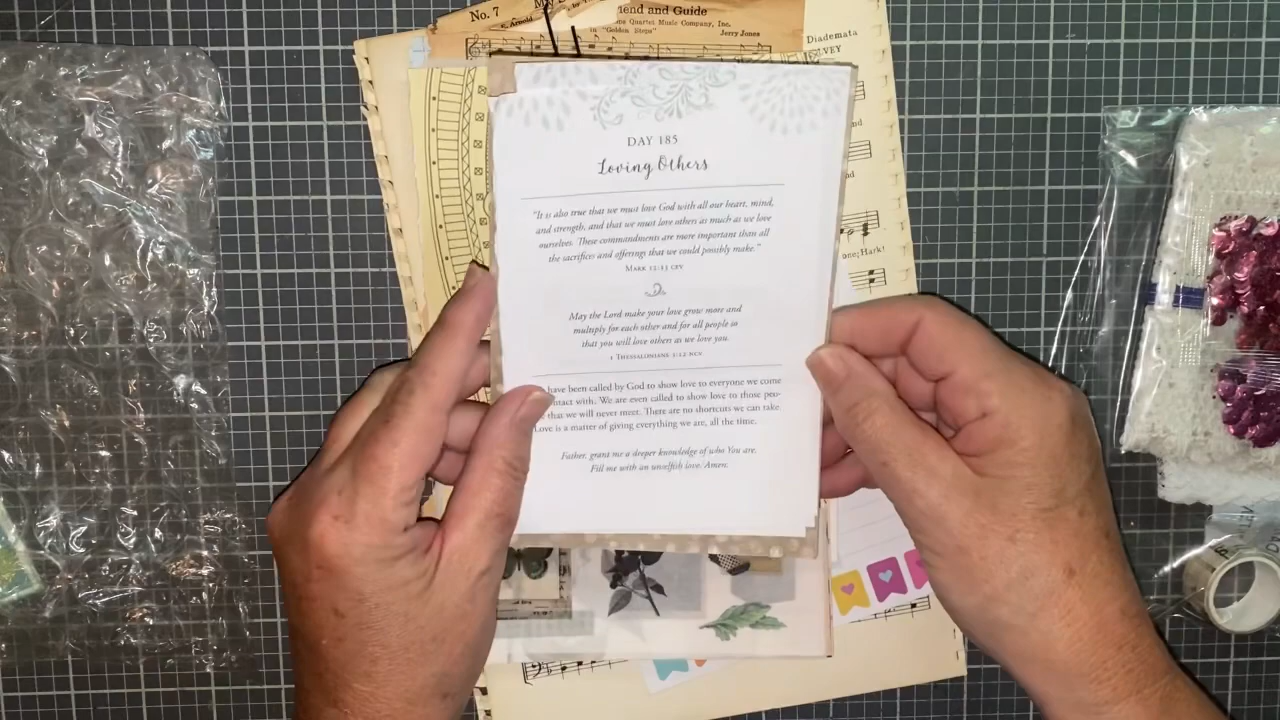 No. 7
iend and Guide
Quartet Music Company, Inc.
in "Golden Steps"
Jerry Jones
Diademata
DAY 185
Loving Others
"It is also true that we must love God with all our heart, mind,
and strength, and that we must love others as much as we love
ourselves. These commandments are more important than all
the sacrifices and offerings that we could possibly make."
MARK 12:33 CEV
May the Lord make your love grow more and
multiply for each other and for all people so
that you will love others as we love you.
1 THESSALONIANS 3:12 NCV
have been called by God to show love to everyone we come
ntact with. We are even called to show love to those peo-
that we will never meet. There are no shortcuts we can take.
Love is a matter of giving everything we are, all the time.
Father, grant me a deeper knowledge of who You are.
Fill me with an unselfish love. Amen.
nd
nd
one; Hark!